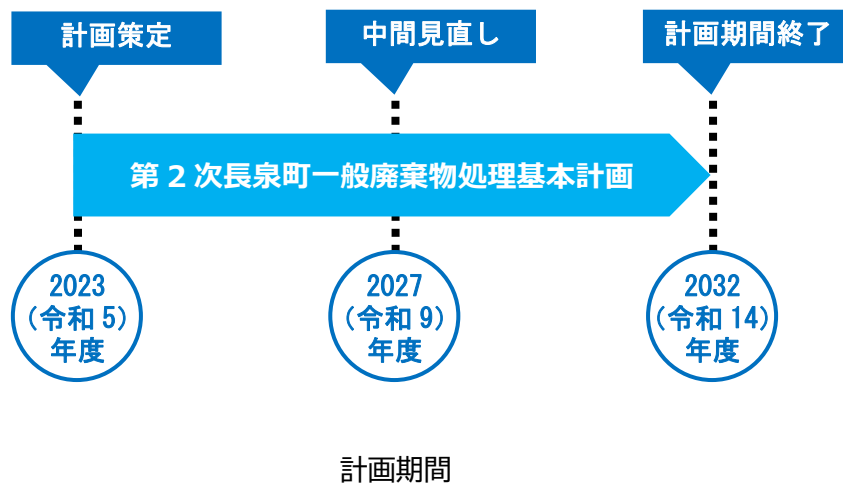 計画策定
中間見直し
計画期間終了
第2次長泉町一般廃棄物処理基本計画
2023
(令和5)
年度
2027
(令和9)
年度
2032
(令和14)
年度
計画期間